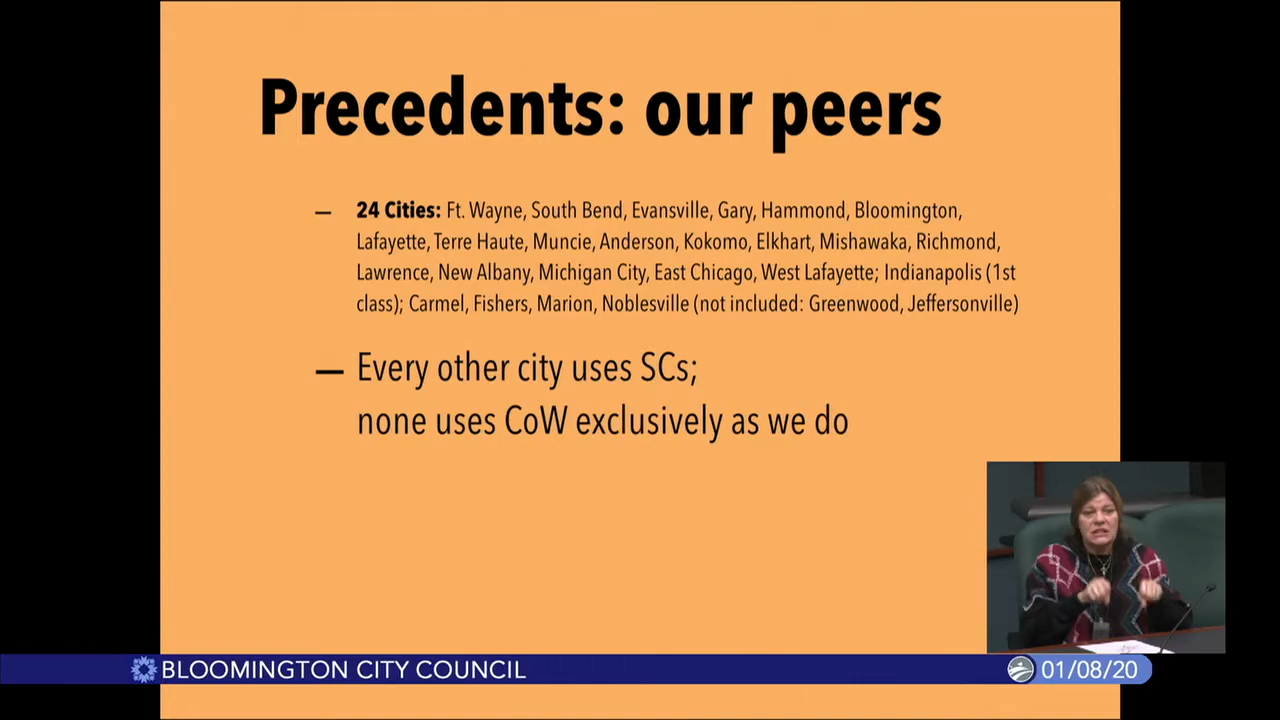 Precedents: our peers
— 24 Cities: Ft. Wayne, South Bend, Evansville, Gary, Hammond, Bloomington,
Lafayette, Terre Haute, Muncie, Anderson, Kokomo, Elkhart, Mishawaka, Richmond,
Lawrence, New Albany, Michigan City, East Chicago, West Lafayette; Indianapolis (1st
class); Carmel, Fishers, Marion, Noblesville (not included: Greenwood, Jeffersonville)
— Every other city uses SCs;
none uses CoW exclusively as we do
BLOOMINGTON CITY COUNCIL
01/08/20